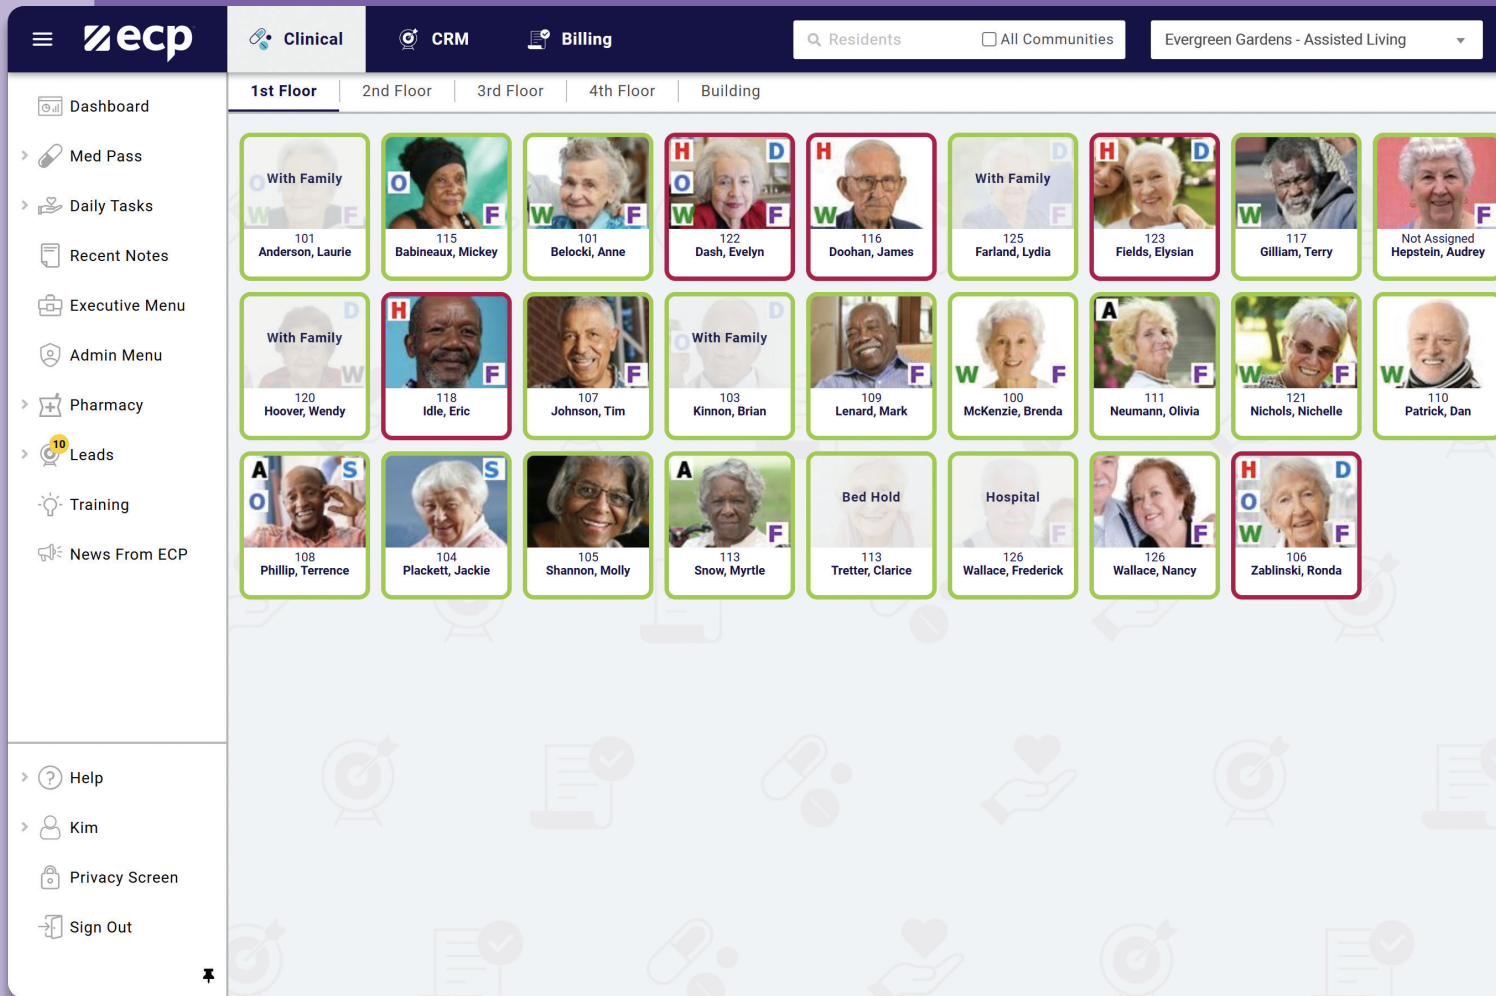 ecp
Clinical
CRM
Billing
Residents
All Communities
Evergreen Gardens - Assisted Living
Dashboard
Med Pass
Daily Tasks
Recent Notes
Executive Menu
Admin Menu
Pharmacy
10
Leads
Training
News From ECP
Help
Kim
Privacy Screen
Sign Out
1st Floor
2nd Floor
3rd Floor
4th Floor
Building
With Family
O
W F
101
Anderson, Laurie
O
F
115
Babineaux, Mickey
W F
101
Belocki, Anne
H D
O
W F
122
Dash, Evelyn
H
W
116
Doohan, James
D
With Family
F
125
Farland, Lydia
H D
F
123
Fields, Elysian
W
117
Gilliam, Terry
F
Not Assigned
Hepstein, Audrey
D
With Family
W
120
Hoover, Wendy
H
F
118
Idle, Eric
F
107
Johnson, Tim
D
With Family
O
103
Kinnon, Brian
F
109
Lenard, Mark
W F
100
McKenzie, Brenda
A
F
111
Neumann, Olivia
W F
121
Nichols, Nichelle
W
110
Patrick, Dan
A S
O
108
Phillip, Terrence
S
104
Plackett, Jackie
105
Shannon, Molly
A
F
113
Snow, Myrtle
Bed Hold
113
Tretter, Clarice
Hospital
F
126
Wallace, Frederick
F
126
Wallace, Nancy
H D
O
W F
106
Zablinski, Ronda